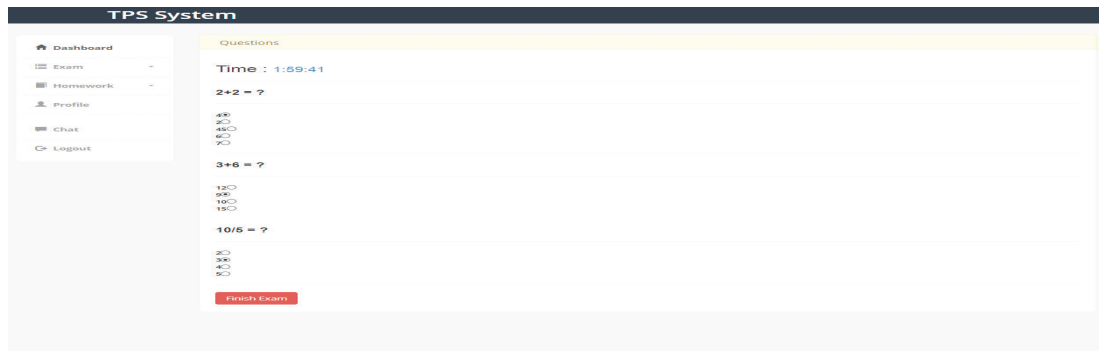 TPS System
Dashboard
Exam
Homework
Profile
Chat
Logout
Questions
Time : 1:59:41
2+2 = ?
4
2
45
6
7
3+6 = ?
12
9
10
15
10/5 = ?
2
3
4
5
Finish Exam